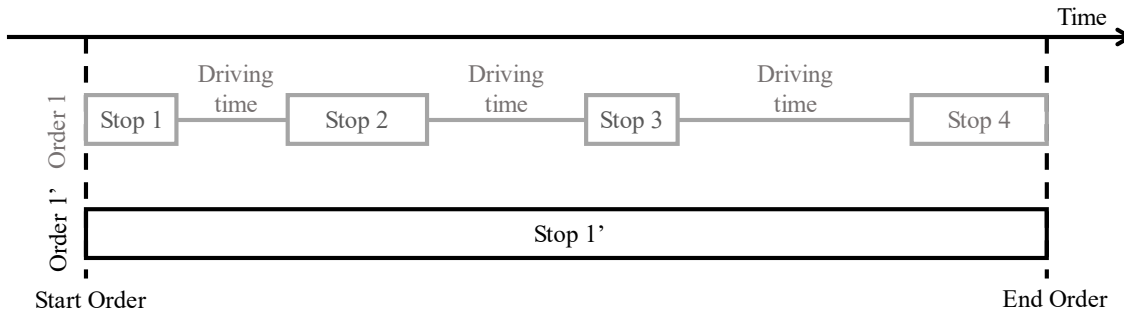 Time
Driving
time
Driving
time
Driving
time
Order 1
Stop 1
Stop 2
Stop 3
Stop 4
Order 1’
Stop 1’
Start Order
End Order